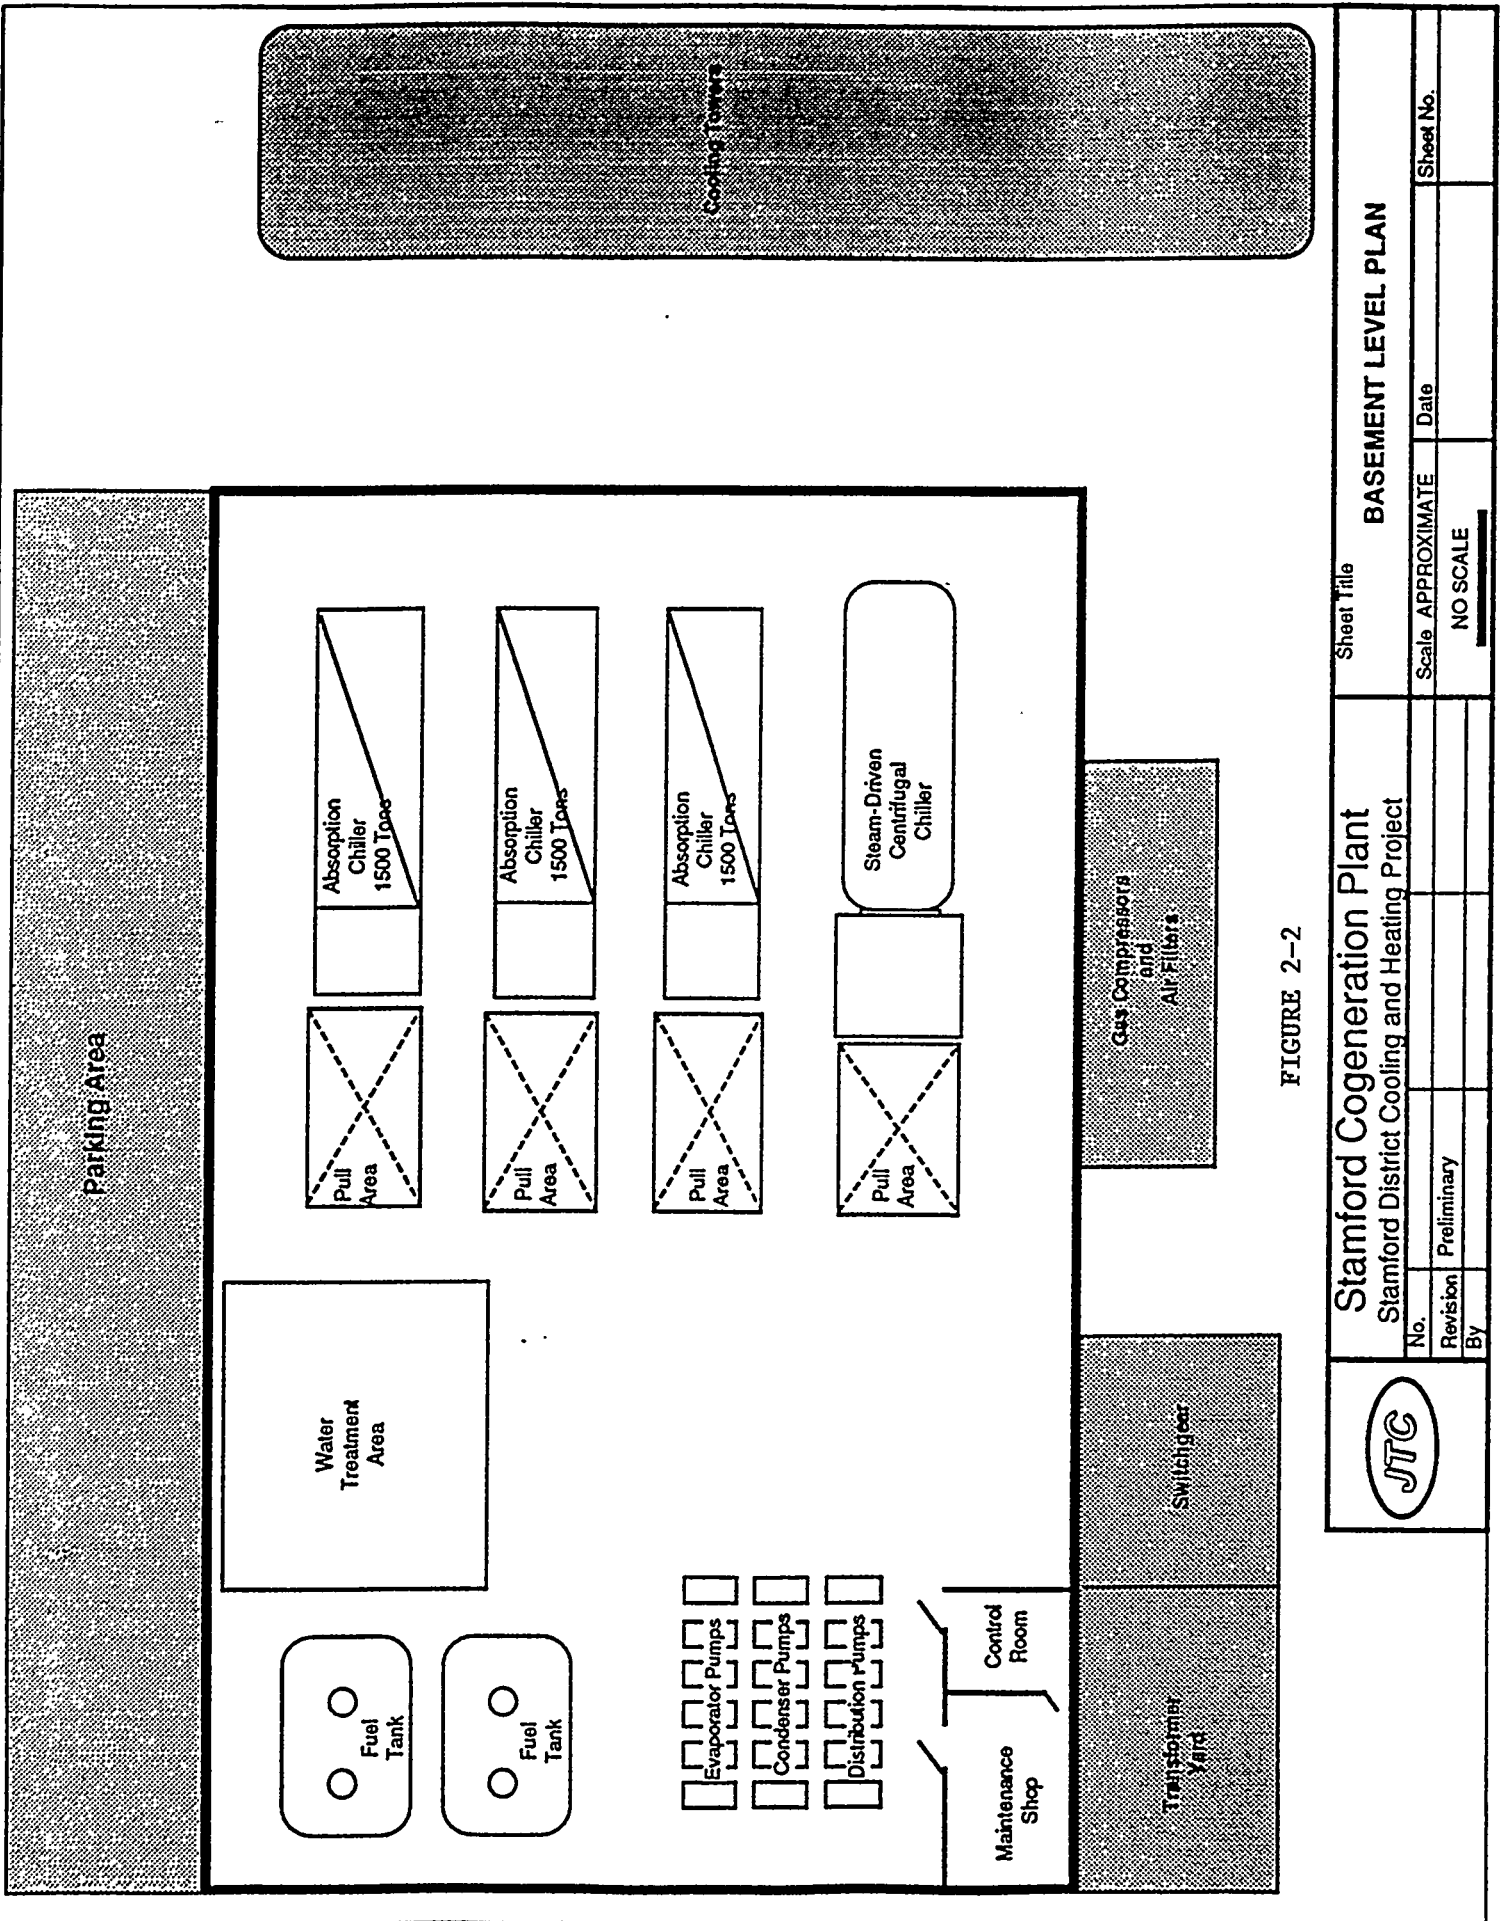 Parking Area
Cooling Towers
Fuel
Tank
Fuel
Tank
Water
Treatment
Area
Pull
Area
Absorption
Chiller
1500 Tons
Pull
Area
Absorption
Chiller
1500 Tons
Pull
Area
Absorption
Chiller
1500 Tons
Pull
Area
Steam-Driven
Centrifugal
Chiller
Evaporator Pumps
Condenser Pumps
Distribution Pumps
Maintenance
Shop
Control
Room
Transformer
Yard
Switchgear
Gas Compressors
and
Air Filters
FIGURE 2-2
JTC
Stamford Cogeneration Plant
Stamford District Cooling and Heating Project
No.
Revision Preliminary
By
Sheet Title
BASEMENT LEVEL PLAN
Scale APPROXIMATE
NO SCALE
Date
Sheet No.